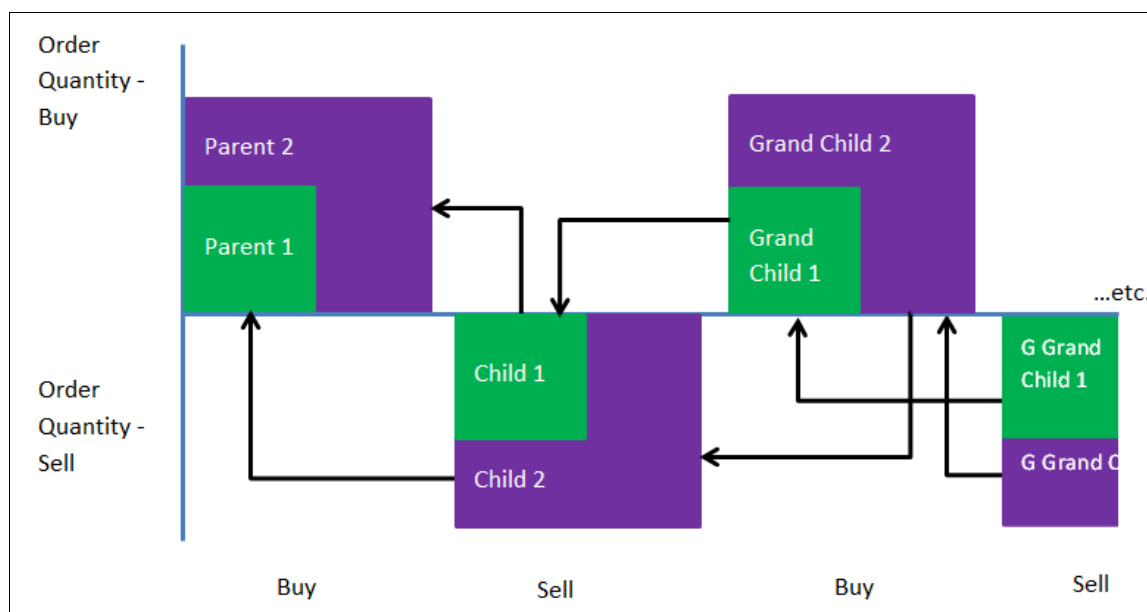 Order
Quantity -
Buy
Parent 2
Parent 1
Grand Child 2
Grand
Child 1
...etc.
Child 1
Child 2
G Grand
Child 1
G Grand C
Order
Quantity -
Sell
Buy
Sell
Buy
Sell